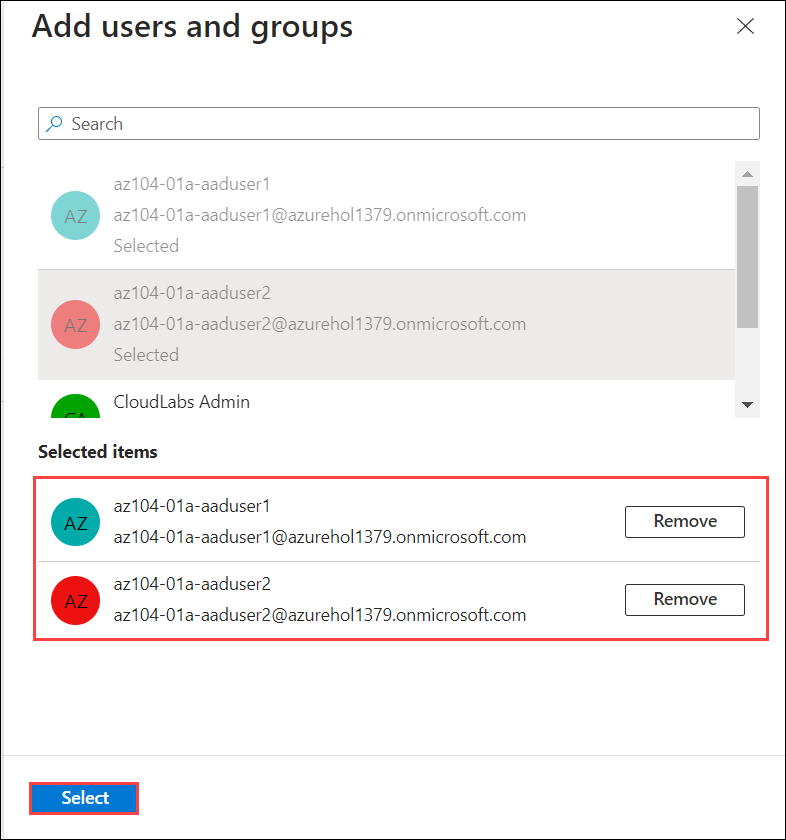 Add users and groups
Search
AZ
az104-01a-aaduser1
az104-01a-aaduser1@azurehol1379.onmicrosoft.com
Selected
AZ
az104-01a-aaduser2
az104-01a-aaduser2@azurehol1379.onmicrosoft.com
Selected
CA
CloudLabs Admin
Selected items
AZ
az104-01a-aaduser1
az104-01a-aaduser1@azurehol1379.onmicrosoft.com
Remove
AZ
az104-01a-aaduser2
az104-01a-aaduser2@azurehol1379.onmicrosoft.com
Remove
Select